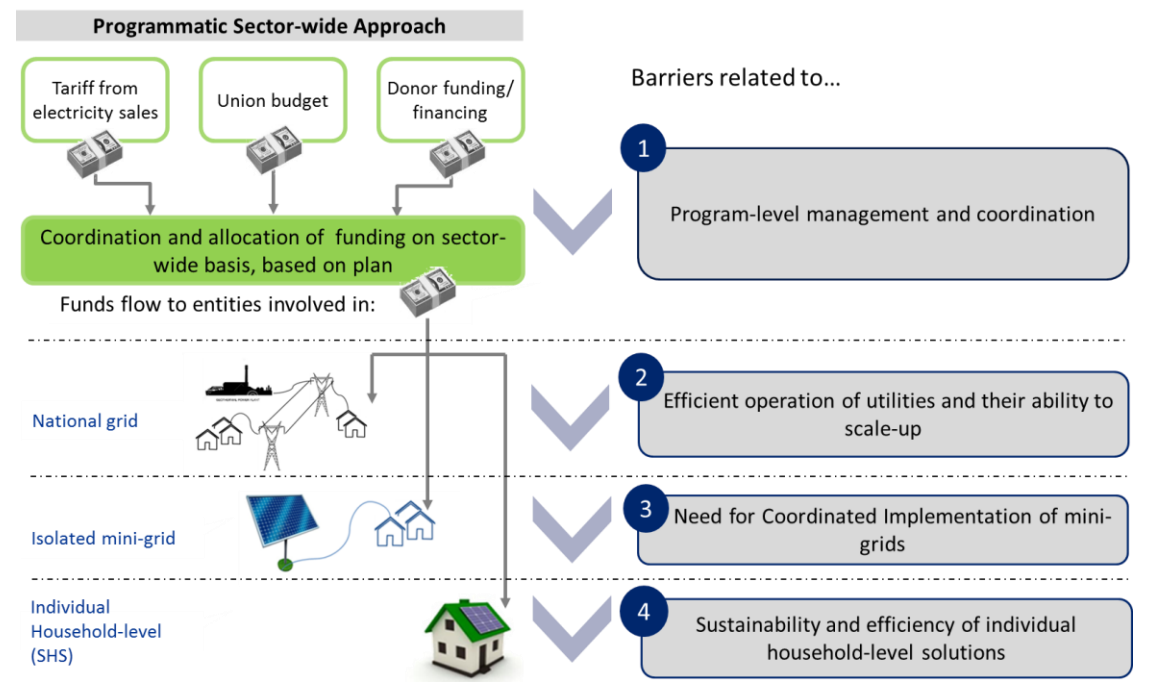 Programmatic Sector-wide Approach
Tariff from
electricity sales
Union budget
Donor funding/
financing
Coordination and allocation of funding on sector-
wide basis, based on plan
Funds flow to entities involved in:
National grid
Isolated mini-grid
Individual
Household-level
(SHS)
Barriers related to...
1
Program-level management and coordination
2
Efficient operation of utilities and their ability to
scale-up
3
Need for Coordinated Implementation of mini-
grids
4
Sustainability and efficiency of individual
household-level solutions